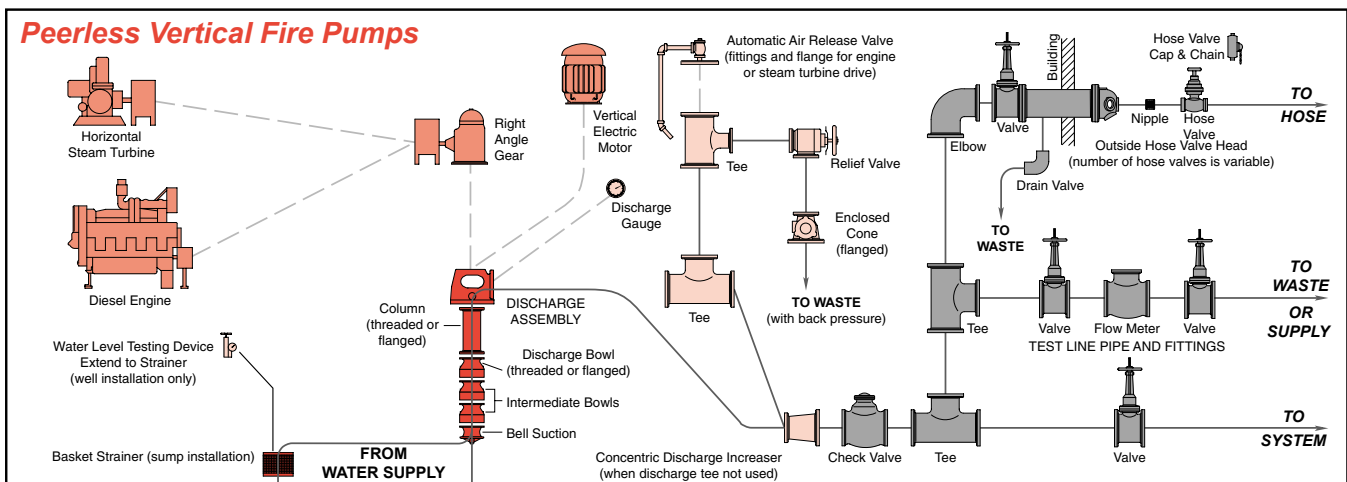 Peerless Vertical Fire Pumps
Horizontal
Steam Turbine
Diesel Engine
Right
Angle
Gear
Vertical
Electric
Motor
Discharge
Gauge
Automatic Air Release Valve
(fittings and flange for engine
or steam turbine drive)
Tee
Relief Valve
Enclosed
Cone
(flanged)
TO WASTE
(with back pressure)
Tee
Building
Hose Valve
Cap & Chain
Valve
Elbow
Nipple
Hose
Valve
TO
HOSE
Outside Hose Valve Head
(number of hose valves is variable)
Drain Valve
TO
WASTE
Tee
Valve
Flow Meter
Valve
TO
WASTE
OR
SUPPLY
TEST LINE PIPE AND FITTINGS
Column
(threaded or
flanged)
DISCHARGE
ASSEMBLY
Discharge Bowl
(threaded or flanged)
Intermediate Bowls
Bell Suction
Water Level Testing Device
Extend to Strainer
(well installation only)
Basket Strainer (sump installation)
FROM
WATER SUPPLY
Concentric Discharge Increaser
(when discharge tee not used)
Check Valve
Tee
Valve
TO
SYSTEM